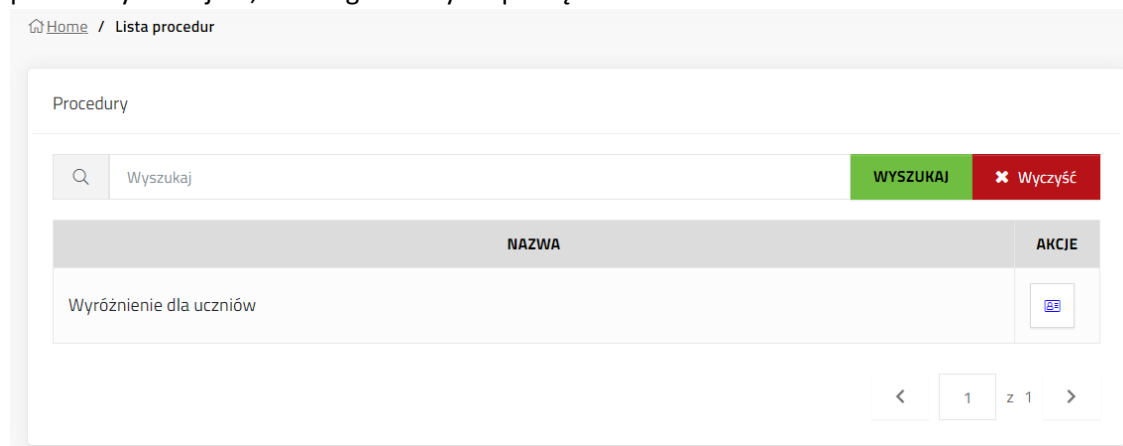 Home / Lista procedur
Procedury
Wyszukaj WYSZUKAJ Wyczyść
NAZWA AKCJE
Wyróżnienie dla uczniów
1 z 1